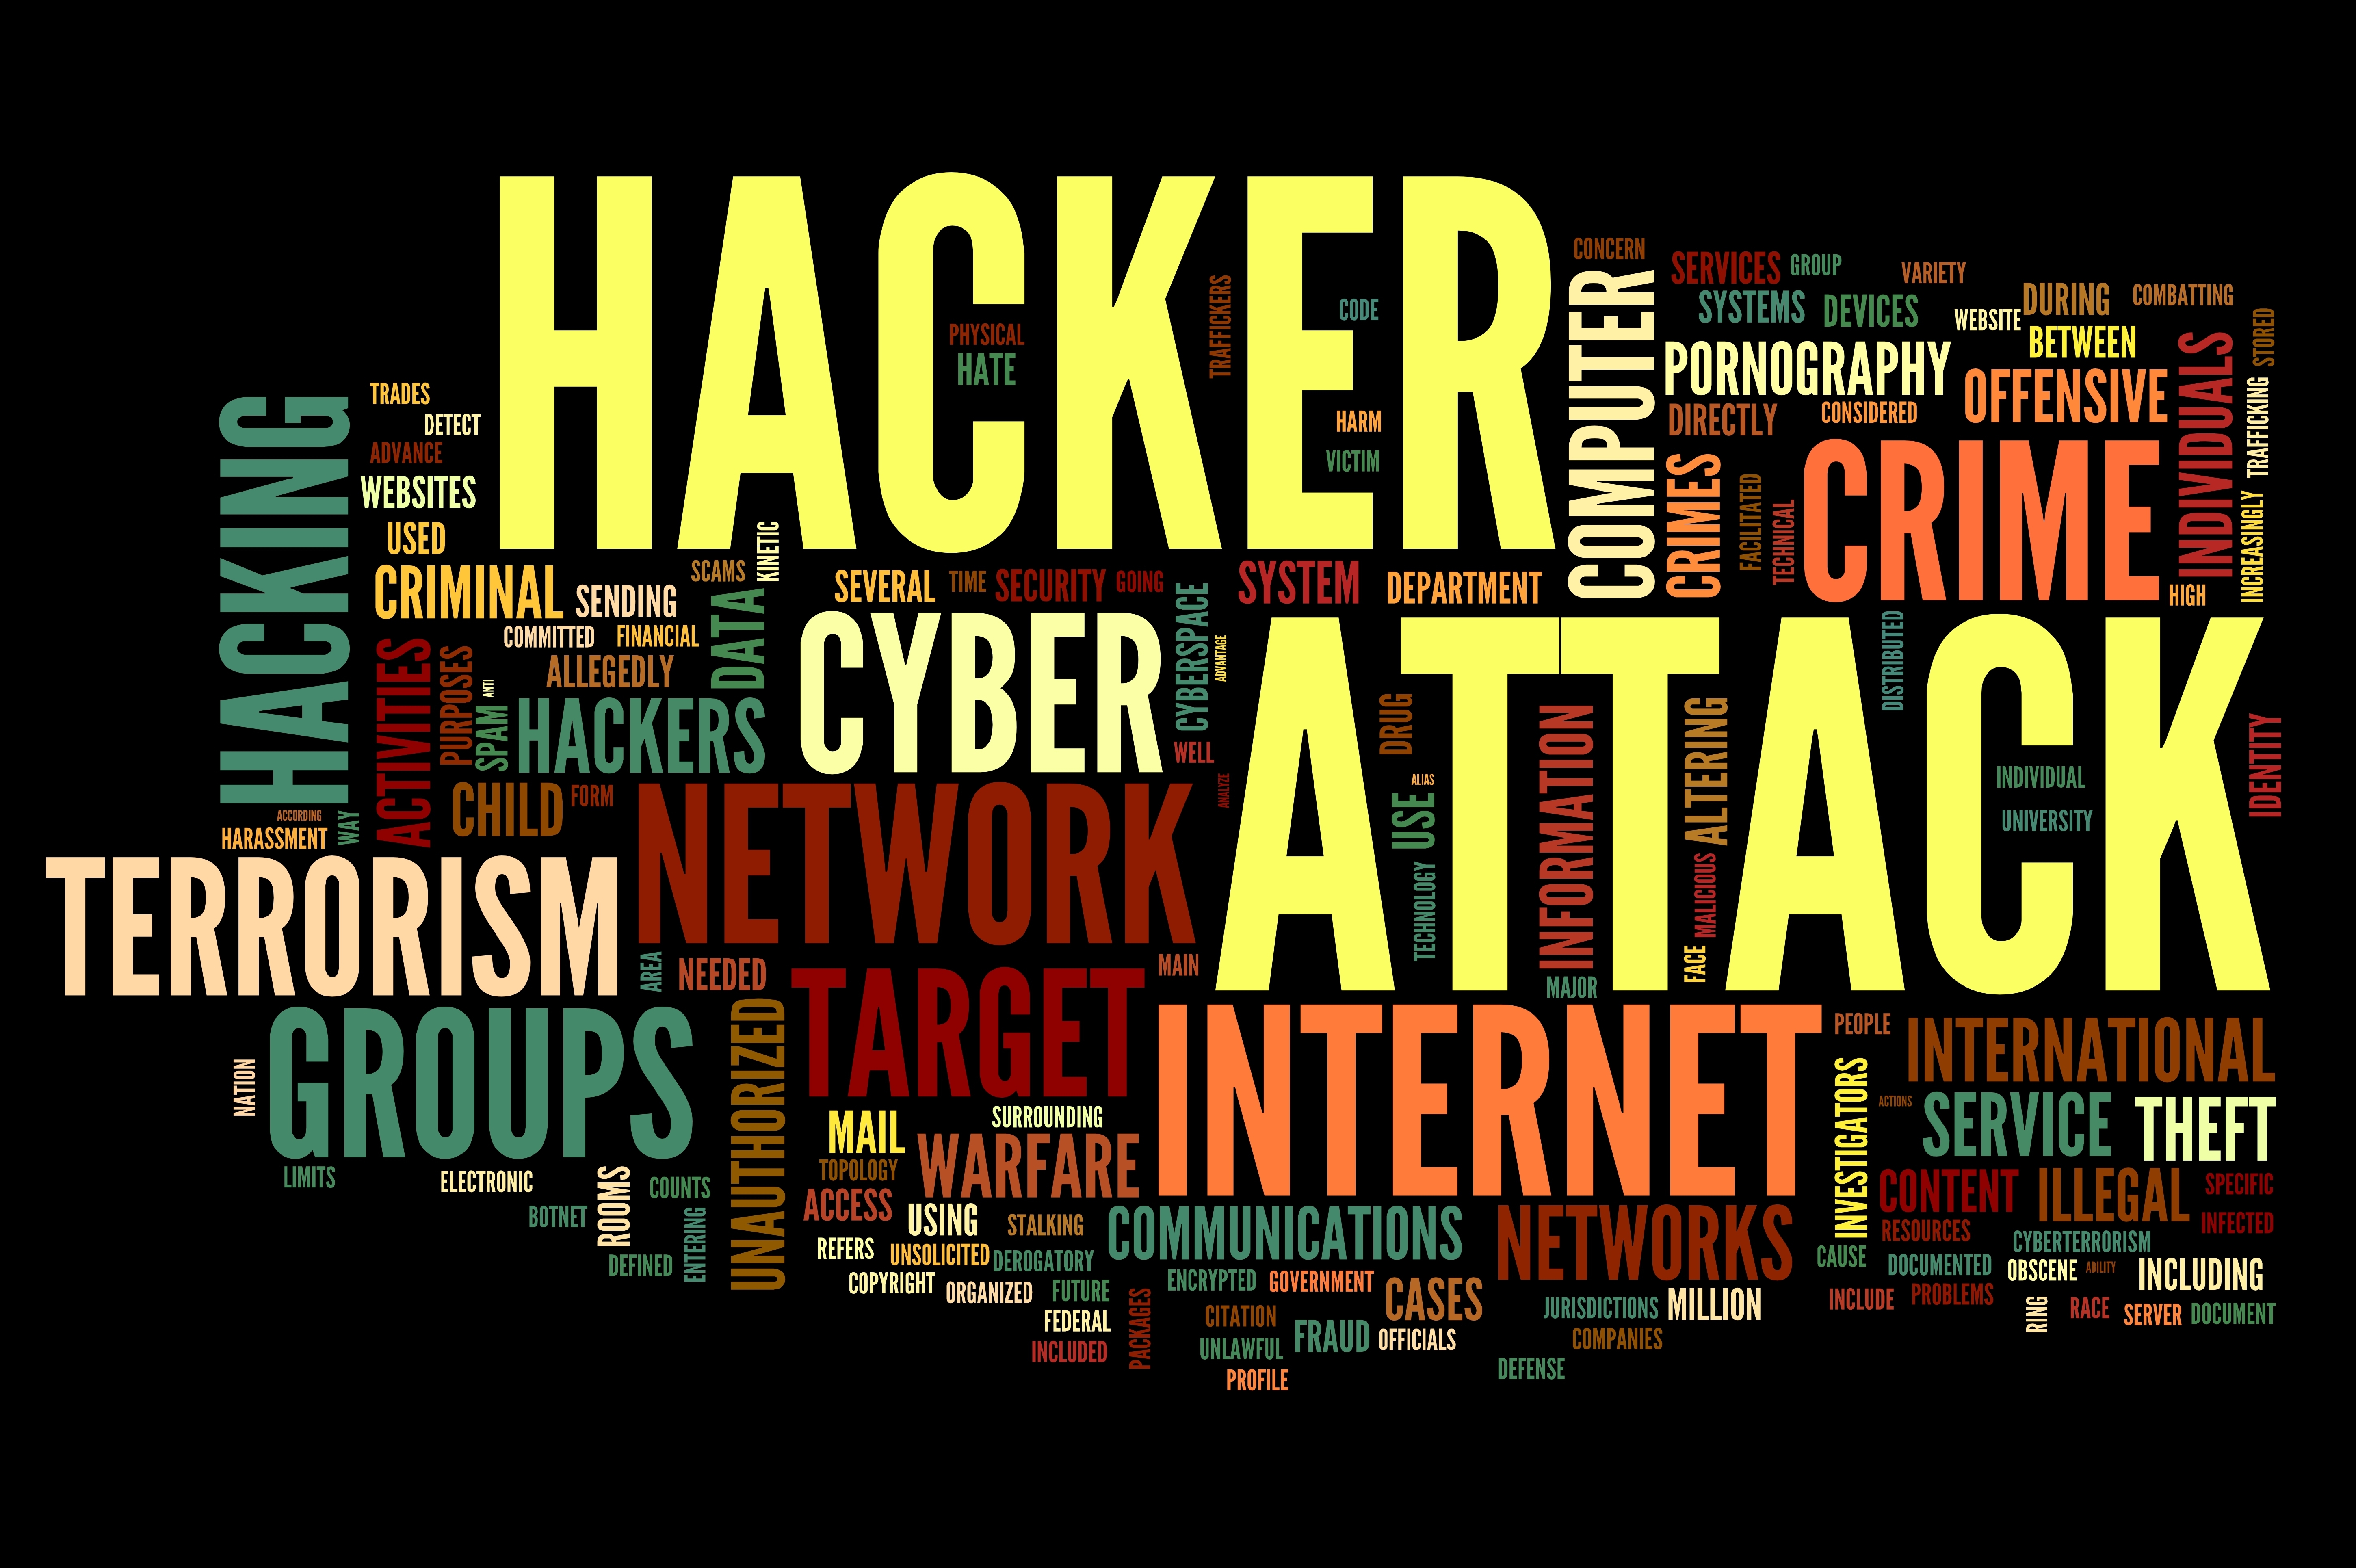 HACKER
CONCERN
SERVICES
GROUP
VARIETY
SYSTEMS
DEVICES
WEBSITE
DURING
COMBATTING
BETWEEN
STORED
PHYSICAL
HATE
TRAFFICKERS
CODE
HARM
VICTIM
COMPUTER
PORNOGRAPHY
OFFENSIVE
INDIVIDUALS
TRAFFICKING
DIRECTLY
CONSIDERED
CRIMES
FACILITATED
TECHNICAL
CRIME
INCREASINGLY
HIGH
HACKING
TRADES
DETECT
ADVANCE
WEBSITES
USED
CRIMINAL
SENDING
SCAMS
KINETIC
SEVERAL
TIME
SECURITY
GOING
SYSTEM
DEPARTMENT
COMMITTED
FINANCIAL
ALLEGEDLY
DATA
CYBER
CYBERSPACE
ADVANTAGE
ATTACK
DISTRIBUTED
ACTIVITIES
PURPOSES
ANTI
SPAM
HACKERS
WELL
DRUG
INFORMATION
ALTERING
IDENTITY
INDIVIDUAL
UNIVERSITY
ACCORDING
HARASSMENT
WAY
CHILD
FORM
NETWORK
ANALYZE
ALIAS
USE
TECHNOLOGY
MALICIOUS
FACE
MAJOR
TERRORISM
AREA
NEEDED
TARGET
MAIN
NATION
GROUPS
UNAUTHORIZED
INTERNET
PEOPLE
INTERNATIONAL
INVESTIGATORS
ACTIONS
SERVICE
THEFT
MAIL
SURROUNDING
TOPOLOGY
WARFARE
LIMITS
ELECTRONIC
ROOMS
COUNTS
BOTNET
DEFINED
ENTERING
ACCESS
USING
STALKING
COMMUNICATIONS
NETWORKS
CONTENT
ILLEGAL
SPECIFIC
RESOURCES
INFECTED
REFERS
UNSOLICITED
DEROGATORY
CAUSE
DOCUMENTED
CYBERTERRORISM
OBSCENE
ABILITY
INCLUDING
COPYRIGHT
ORGANIZED
FUTURE
ENCRYPTED
GOVERNMENT
CASES
JURISDICTIONS
MILLION
INCLUDE
PROBLEMS
RING
RACE
SERVER
DOCUMENT
FEDERAL
PACKAGES
CITATION
INCLUDED
UNLAWFUL
FRAUD
OFFICIALS
COMPANIES
PROFILE
DEFENSE